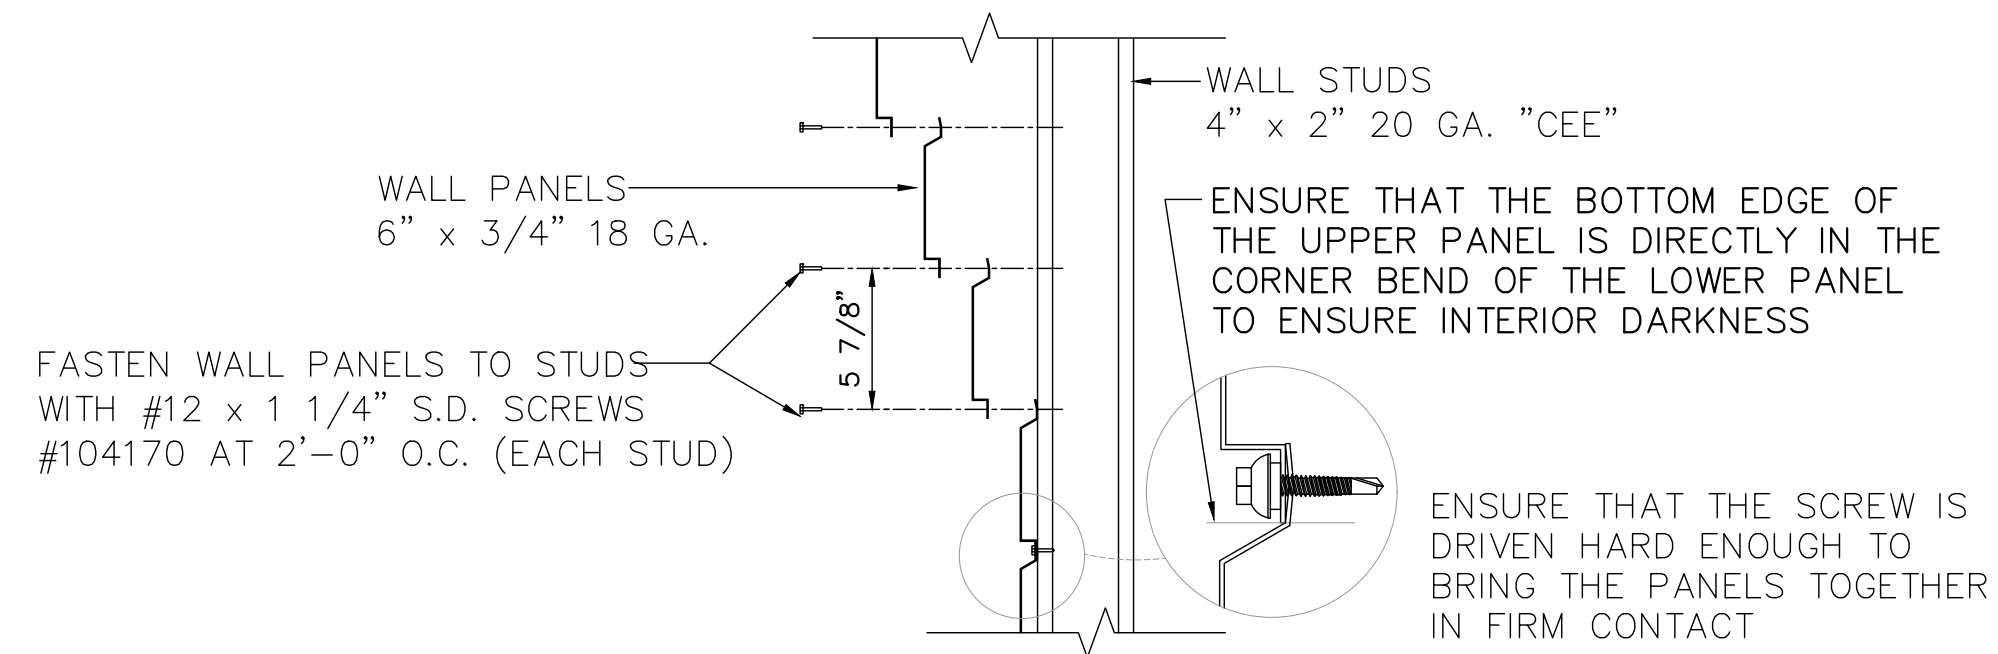 WALL STUDS
4” x 2” 20 GA. ”CEE”
WALL PANELS
6” x 3/4” 18 GA.
ENSURE THAT THE BOTTOM EDGE OF
THE UPPER PANEL IS DIRECTLY IN THE
CORNER BEND OF THE LOWER PANEL
TO ENSURE INTERIOR DARKNESS
5 7/8”
FASTEN WALL PANELS TO STUDS
WITH #12 x 1 1/4” S.D. SCREWS
#104170 AT 2’-0” O.C. (EACH STUD)
ENSURE THAT THE SCREW IS
DRIVEN HARD ENOUGH TO
BRING THE PANELS TOGETHER
IN FIRM CONTACT